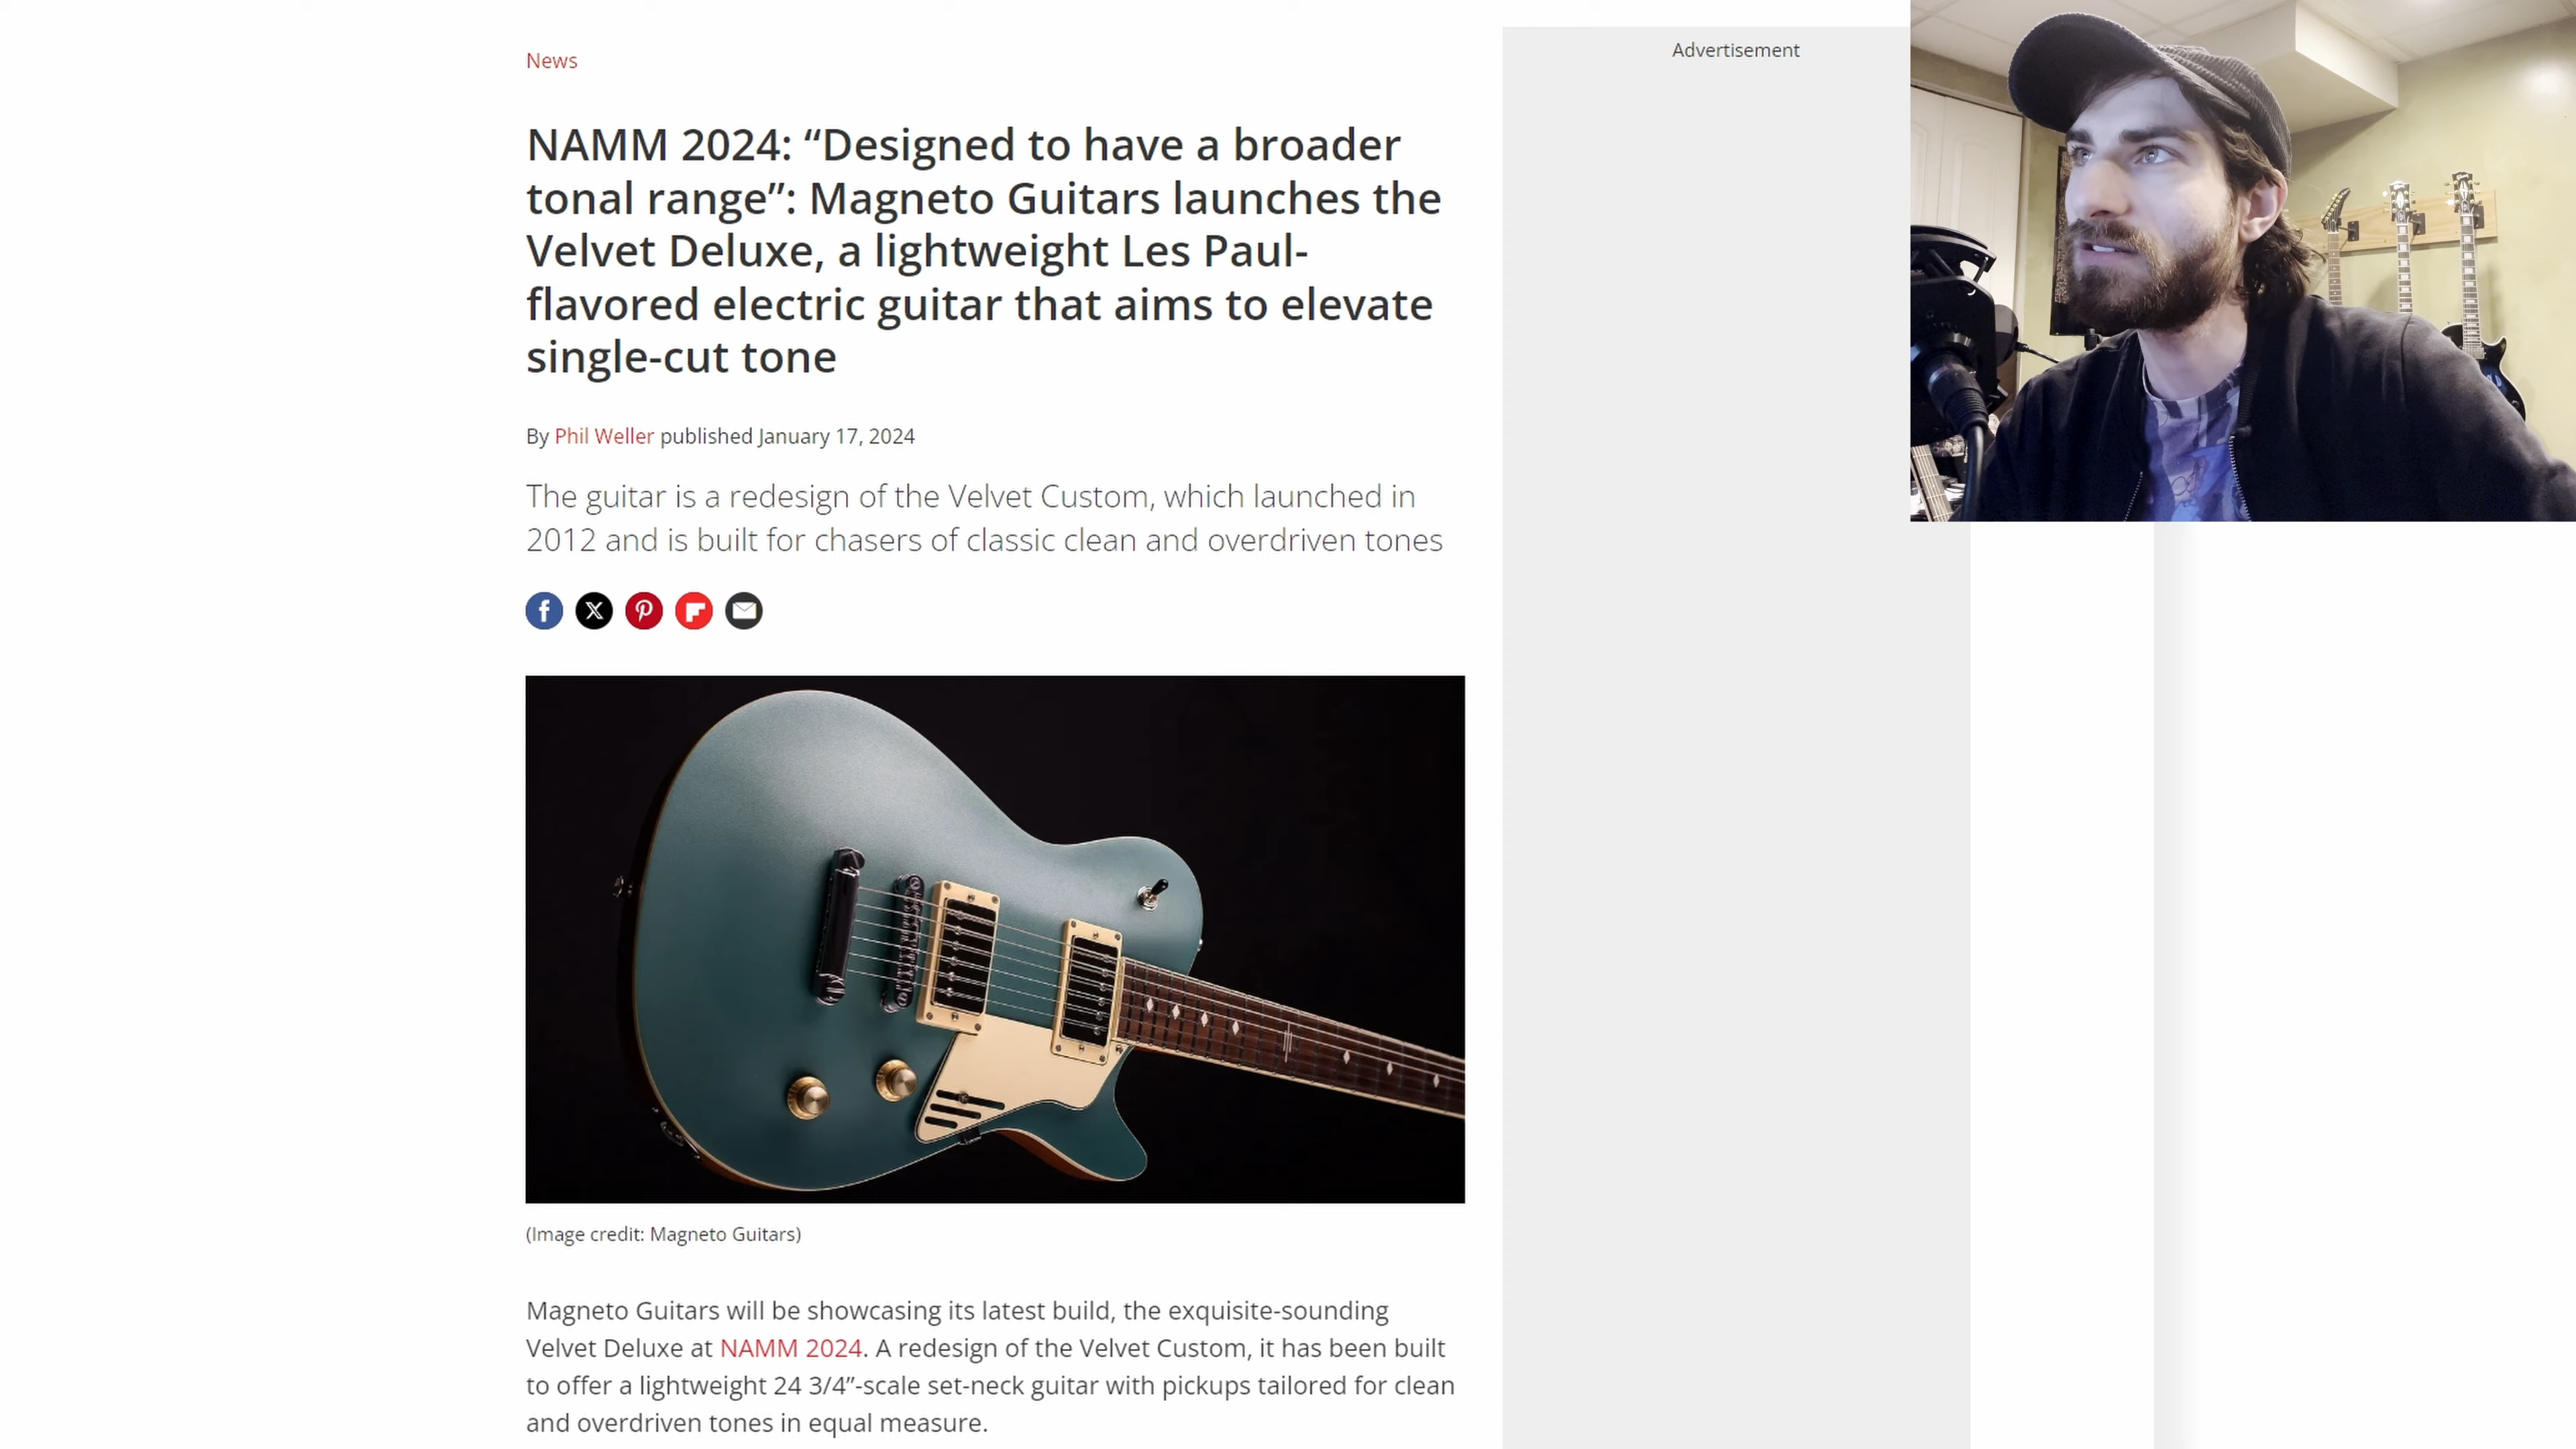 News
Advertisement
NAMM 2024: “Designed to have a broader
tonal range”: Magneto Guitars launches the
Velvet Deluxe, a lightweight Les Paul-
flavored electric guitar that aims to elevate
single-cut tone
By Phil Weller published January 17, 2024
The guitar is a redesign of the Velvet Custom, which launched in
2012 and is built for chasers of classic clean and overdriven tones
(Image credit: Magneto Guitars)
Magneto Guitars will be showcasing its latest build, the exquisite-sounding
Velvet Deluxe at NAMM 2024. A redesign of the Velvet Custom, it has been built
to offer a lightweight 24 3/4”-scale set-neck guitar with pickups tailored for clean
and overdriven tones in equal measure.